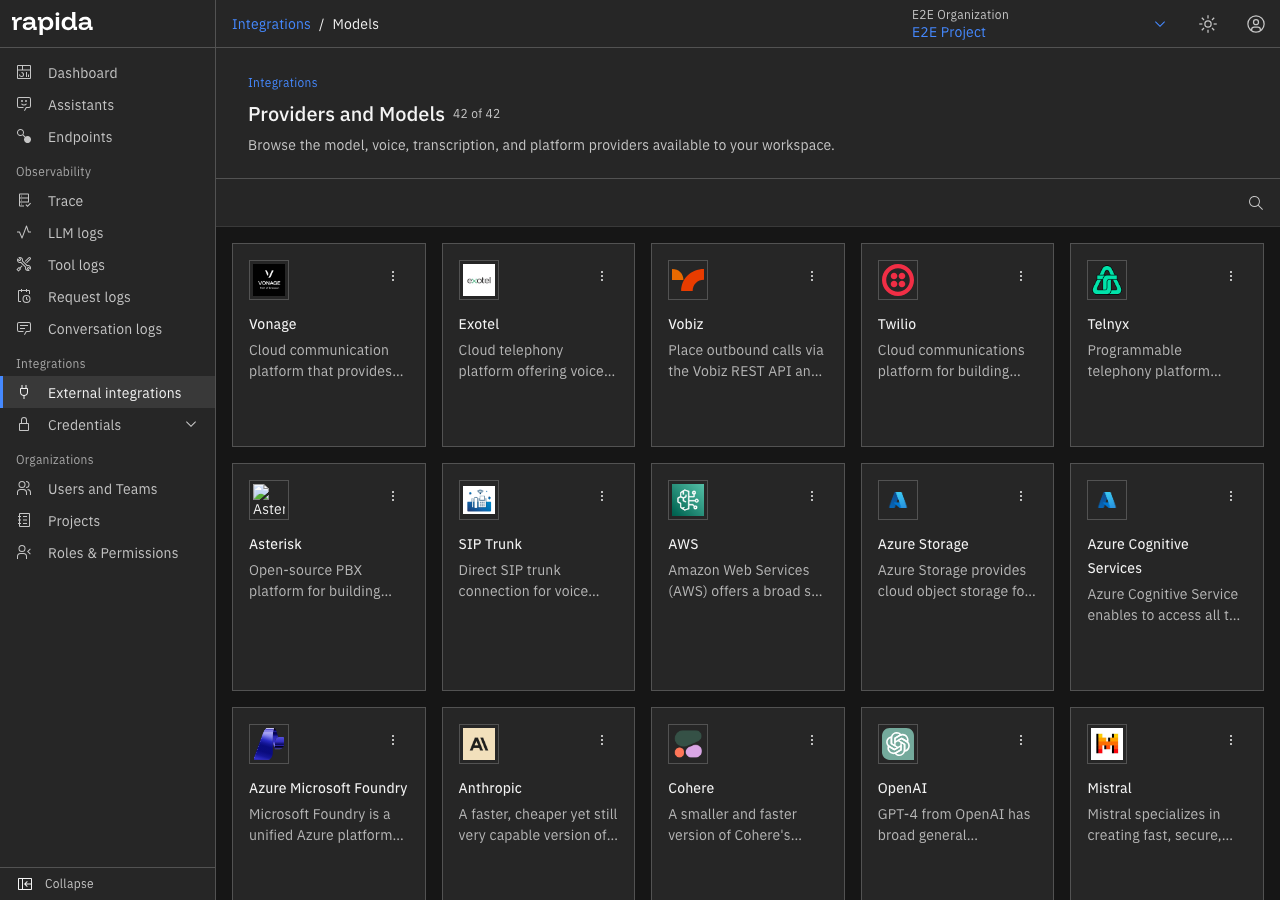 rapida
Integrations / Models
E2E Organization
E2E Project
Dashboard
Assistants
Endpoints
Observability
Trace
LLM logs
Tool logs
Request logs
Conversation logs
Integrations
External integrations
Credentials
Organizations
Users and Teams
Projects
Roles & Permissions
Collapse
Integrations
Providers and Models 42 of 42
Browse the model, voice, transcription, and platform providers available to your workspace.
VONAGE
Vonage
Cloud communication
platform that provides...
exotel
Exotel
Cloud telephony
platform offering voice...
Vobiz
Place outbound calls via
the Vobiz REST API an...
Twilio
Cloud communications
platform for building...
Telnyx
Programmable
telephony platform...
Aster
Asterisk
Open-source PBX
platform for building...
SIP Trunk
Direct SIP trunk
connection for voice...
AWS
Amazon Web Services
(AWS) offers a broad s...
Azure Storage
Azure Storage provides
cloud object storage fo...
Azure Cognitive
Services
Azure Cognitive Service
enables to access all t...
Azure Microsoft Foundry
Microsoft Foundry is a
unified Azure platform...
A\
Anthropic
A faster, cheaper yet still
very capable version of...
Cohere
A smaller and faster
version of Cohere's...
OpenAI
GPT-4 from OpenAI has
broad general...
Mistral
Mistral specializes in
creating fast, secure,...